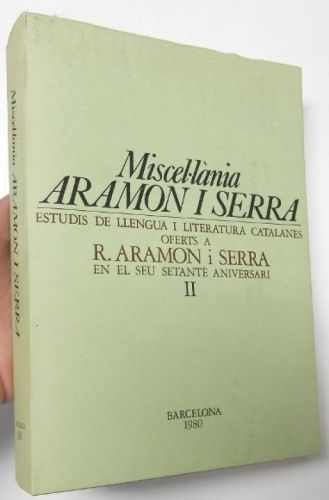 Miscel·lània
ARAMON I SERRA
ESTUDIS DE LLENGUA I LITERATURA CATALANES
OFERTS A
R. ARAMON i SERRA
EN EL SEU SETANTÈ ANIVERSARI
II
BARCELONA
1980
Miscel·lània ARAMON I SERRA